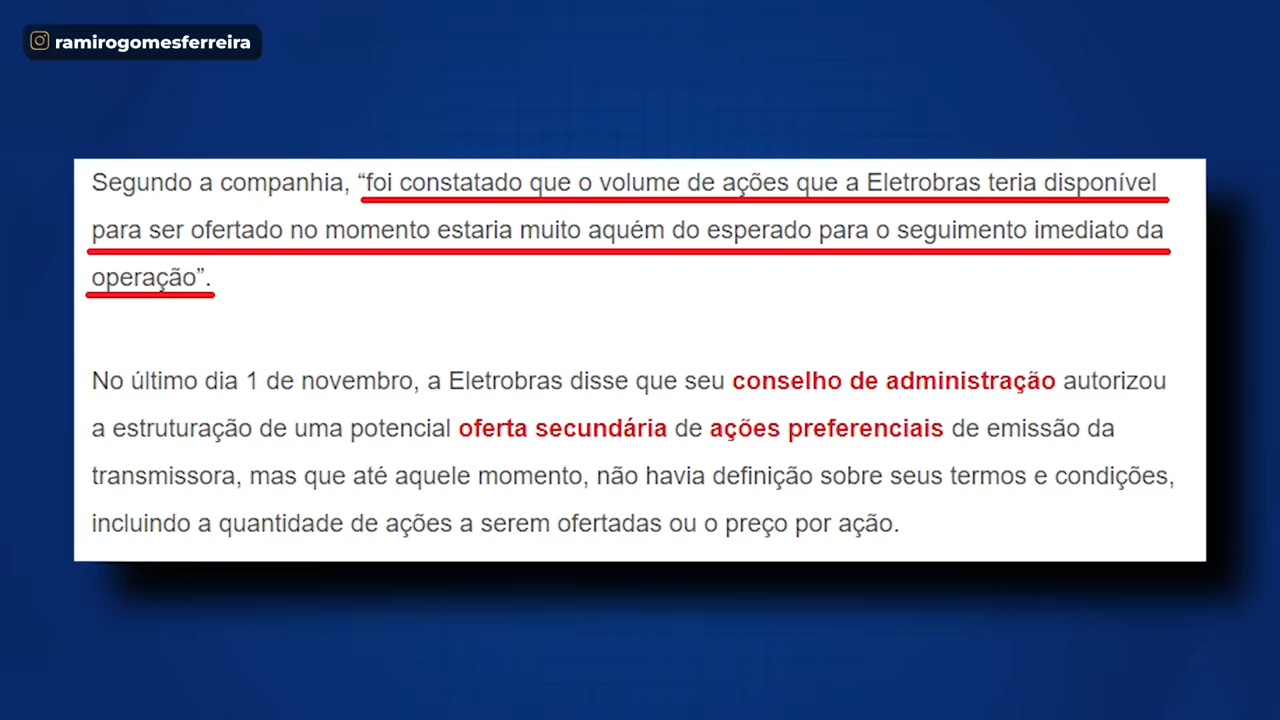 ramirogomesferreira
Segundo a companhia, “foi constatado que o volume de ações que a Eletrobras teria disponível
para ser ofertado no momento estaria muito aquém do esperado para o seguimento imediato da
operação”.
No último dia 1 de novembro, a Eletrobras disse que seu conselho de administração autorizou
a estruturação de uma potencial oferta secundária de ações preferenciais de emissão da
transmissora, mas que até aquele momento, não havia definição sobre seus termos e condições,
incluindo a quantidade de ações a serem ofertadas ou o preço por ação.